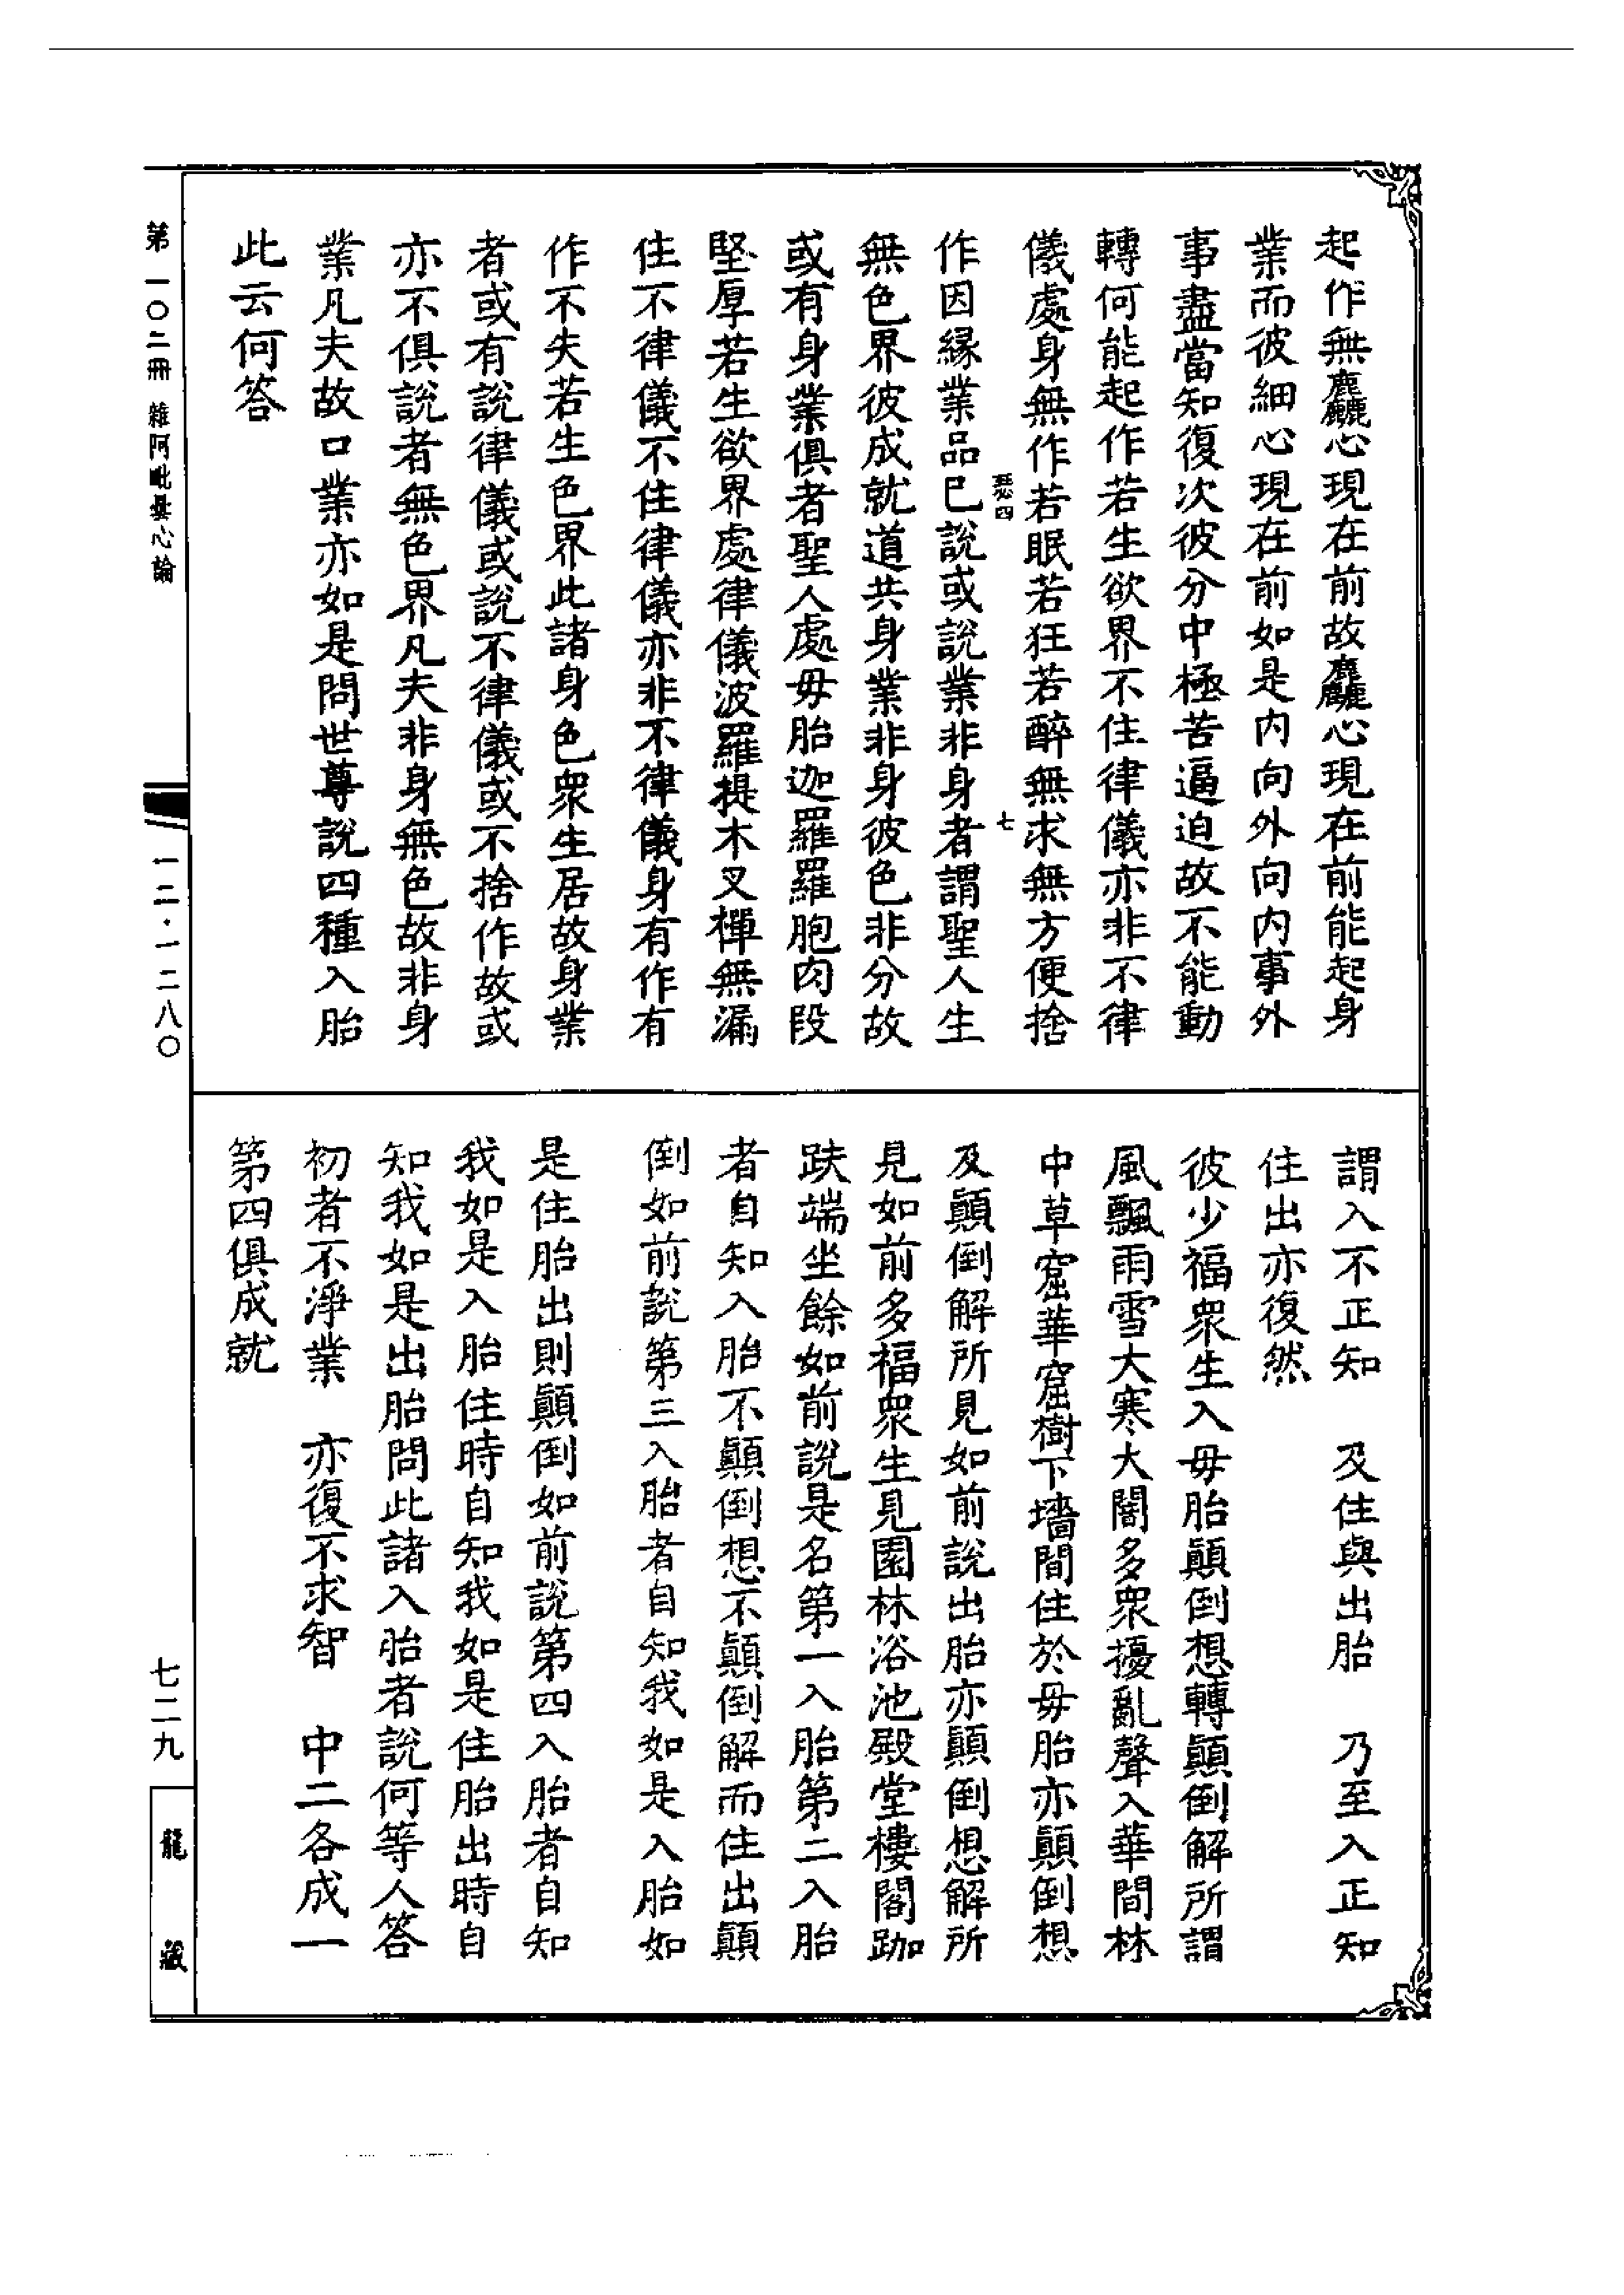 起作無麤心現在前故麤心現在前能起身
業而彼細心現在前如是内向外向内事外
事盡當知復次彼分中極苦逼迫故不能動
轉何能起作若生欲界不住律儀亦非不律
儀處身無作若眠若狂若醉無求無方便捨
瑟四
七
作因縁業品已說或說業非身者謂聖人生
無色界彼成就道共身業非身彼色非分故
或有身業俱者聖人處毋胎迦羅羅胞肉段
堅厚若生欲界處律儀波羅提木叉禪無漏
住不律儀不住律儀亦非不律儀身有作有
作不失若生色界此諸身色衆生居故身業
者或有說律儀或說不律儀或不捨作故或
亦不俱說者無色界凡夫非身無色故非身
業凡夫故口業亦如是問世尊說四種入胎
此云何答
謂入不正知　及住與出胎　乃至入正知
住出亦復然
彼少福衆生入毋胎顛倒想轉顛倒解所謂
風飄雨雪大寒大闇多衆擾亂聲入華間林
中草窟華窟樹下墻間住於毋胎亦顛倒想
及顛倒解所見如前說出胎亦顛倒想解所
見如前多福衆生見園林浴池殿堂樓閣跏
趺端坐餘如前說是名第一入胎第二入胎
者自知入胎不顛倒想不顛倒解而住出顛
倒如前說第三入胎者自知我如是入胎如
是住胎出則顛倒如前說第四入胎者自知
我如是入胎住時自知我如是住胎出時自
知我如是出胎問此諸入胎者說何等人答
初者不淨業　亦復不求智　中二各成一
第四俱成就
第一〇二冊　雜阿毗曇心論
一二·一二八〇
七二九
龍藏